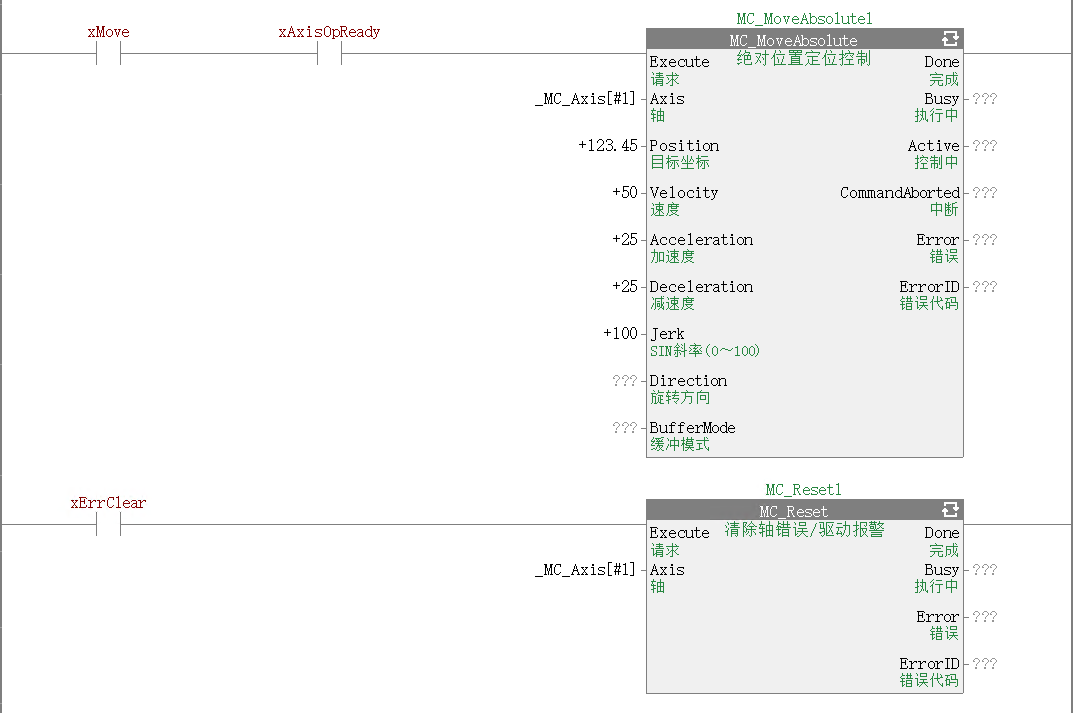 MC_MoveAbsolute1
xMove xAxisOpReady MC_MoveAbsolute
绝对位置定位控制
Execute Done
请求 完成
_MC_Axis[#1] Axis Busy ???
轴 执行中
+123.45 Position Active ???
目标坐标 控制中
+50 Velocity CommandAborted ???
速度 中断
+25 Acceleration Error ???
加速度 错误
+25 Deceleration ErrorID ???
减速度 错误代码
+100 Jerk
SIN斜率(0～100)
??? Direction
旋转方向
??? BufferMode
缓冲模式
MC_Reset1
xErrClear MC_Reset
清除轴错误/驱动报警
Execute Done
请求 完成
_MC_Axis[#1] Axis Busy ???
轴 执行中
Error ???
错误
ErrorID ???
错误代码